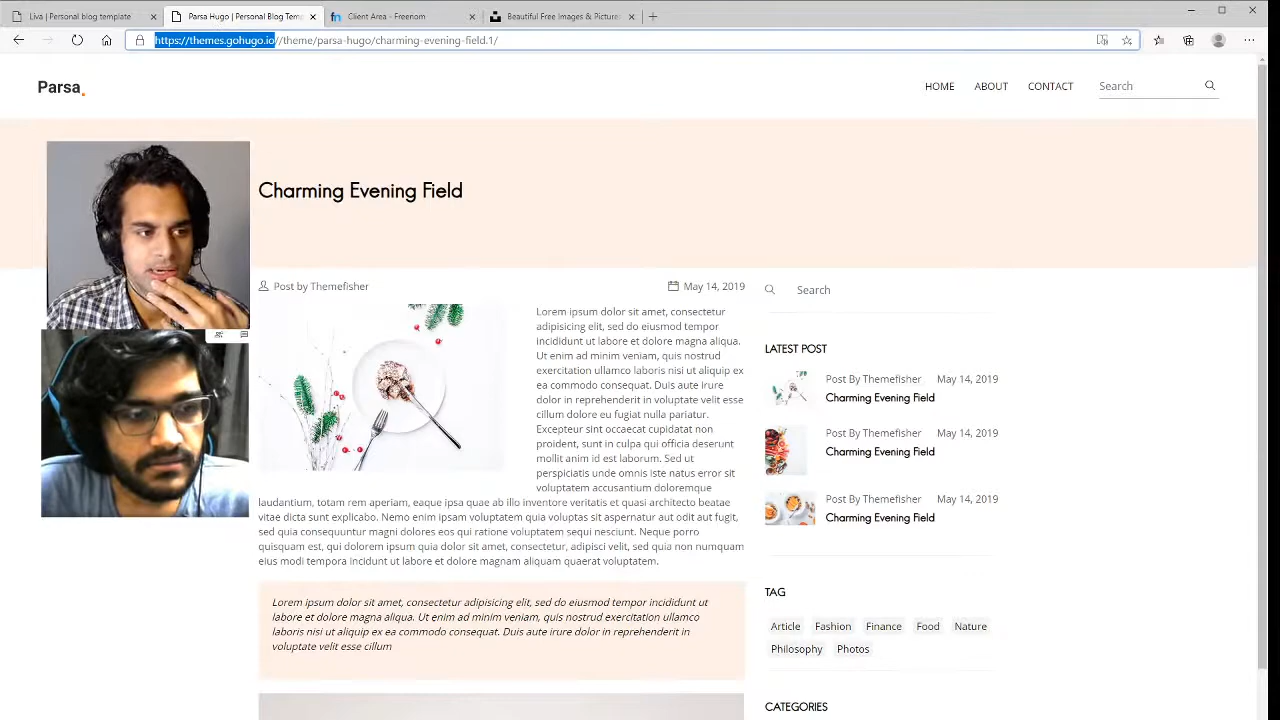 Liva | Personal blog template
Parsa Hugo | Personal Blog Tem
Client Area - Freenom
Beautiful Free Images & Pictures
https://themes.gohugo.io//theme/parsa-hugo/charming-evening-field.1/
Parsa.
HOME
ABOUT
CONTACT
Search
Charming Evening Field
Post by Themefisher
May 14, 2019
Lorem ipsum dolor sit amet, consectetur
adipisicing elit, sed do eiusmod tempor
incididunt ut labore et dolore magna aliqua.
Ut enim ad minim veniam, quis nostrud
exercitation ullamco laboris nisi ut aliquip ex
ea commodo consequat. Duis aute irure
dolor in reprehenderit in voluptate velit esse
cillum dolore eu fugiat nulla pariatur.
Excepteur sint occaecat cupidatat non
proident, sunt in culpa qui officia deserunt
mollit anim id est laborum. Sed ut
perspiciatis unde omnis iste natus error sit
voluptatem accusantium doloremque
laudantium, totam rem aperiam, eaque ipsa quae ab illo inventore veritatis et quasi architecto beatae
vitae dicta sunt explicabo. Nemo enim ipsam voluptatem quia voluptas sit aspernatur aut odit aut fugit,
sed quia consequuntur magni dolores eos qui ratione voluptatem sequi nesciunt. Neque porro
quisquam est, qui dolorem ipsum quia dolor sit amet, consectetur, adipisci velit, sed quia non numquam
eius modi tempora incidunt ut labore et dolore magnam aliquam quaerat voluptatem.
Lorem ipsum dolor sit amet, consectetur adipisicing elit, sed do eiusmod tempor incididunt ut
labore et dolore magna aliqua. Ut enim ad minim veniam, quis nostrud exercitation ullamco
laboris nisi ut aliquip ex ea commodo consequat. Duis aute irure dolor in reprehenderit in
voluptate velit esse cillum
Search
LATEST POST
Post By Themefisher May 14, 2019
Charming Evening Field
Post By Themefisher May 14, 2019
Charming Evening Field
Post By Themefisher May 14, 2019
Charming Evening Field
TAG
Article Fashion Finance Food Nature
Philosophy Photos
CATEGORIES